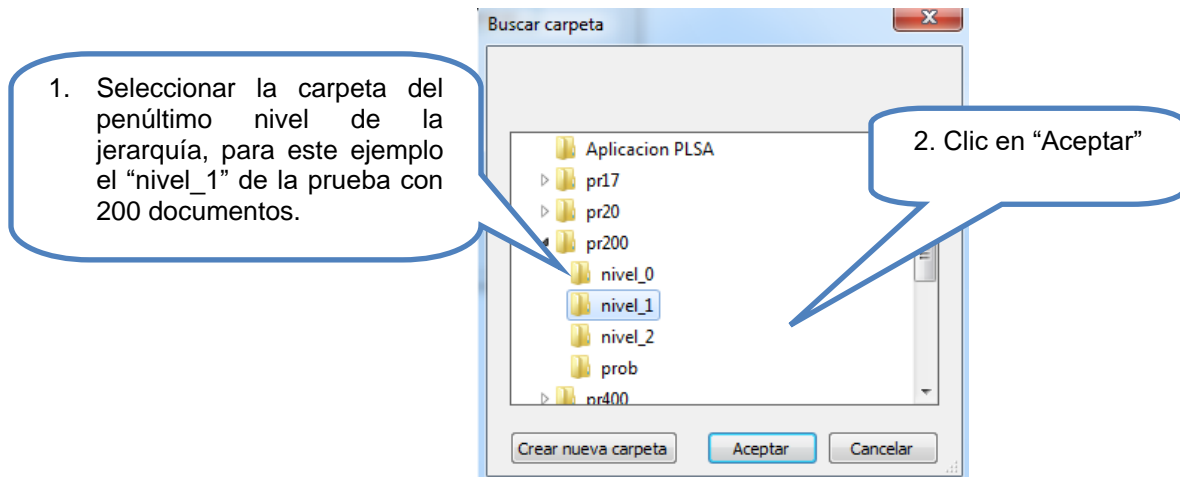 Buscar carpeta
1. Seleccionar la carpeta del
penúltimo nivel de la
jerarquía, para este ejemplo
el “nivel_1” de la prueba con
200 documentos.
2. Clic en “Aceptar”
Aplicacion PLSA
pr17
pr20
pr200
nivel_0
nivel_1
nivel_2
prob
pr400
Crear nueva carpeta
Aceptar
Cancelar